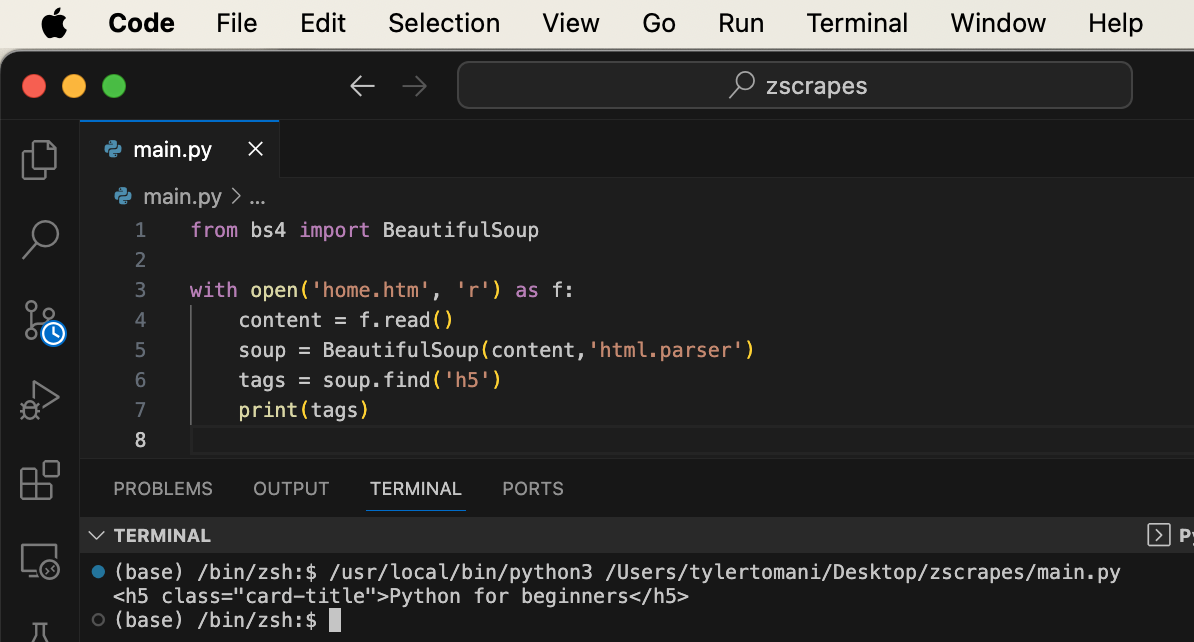 Code File Edit Selection View Go Run Terminal Window Help
zscrapes
main.py
main.py > ...
1 from bs4 import BeautifulSoup
2
3 with open('home.htm', 'r') as f:
4     content = f.read()
5     soup = BeautifulSoup(content,'html.parser')
6     tags = soup.find('h5')
7     print(tags)
8
PROBLEMS OUTPUT TERMINAL PORTS
TERMINAL Py
(base) /bin/zsh:$ /usr/local/bin/python3 /Users/tylertomani/Desktop/zscrapes/main.py
<h5 class="card-title">Python for beginners</h5>
(base) /bin/zsh:$